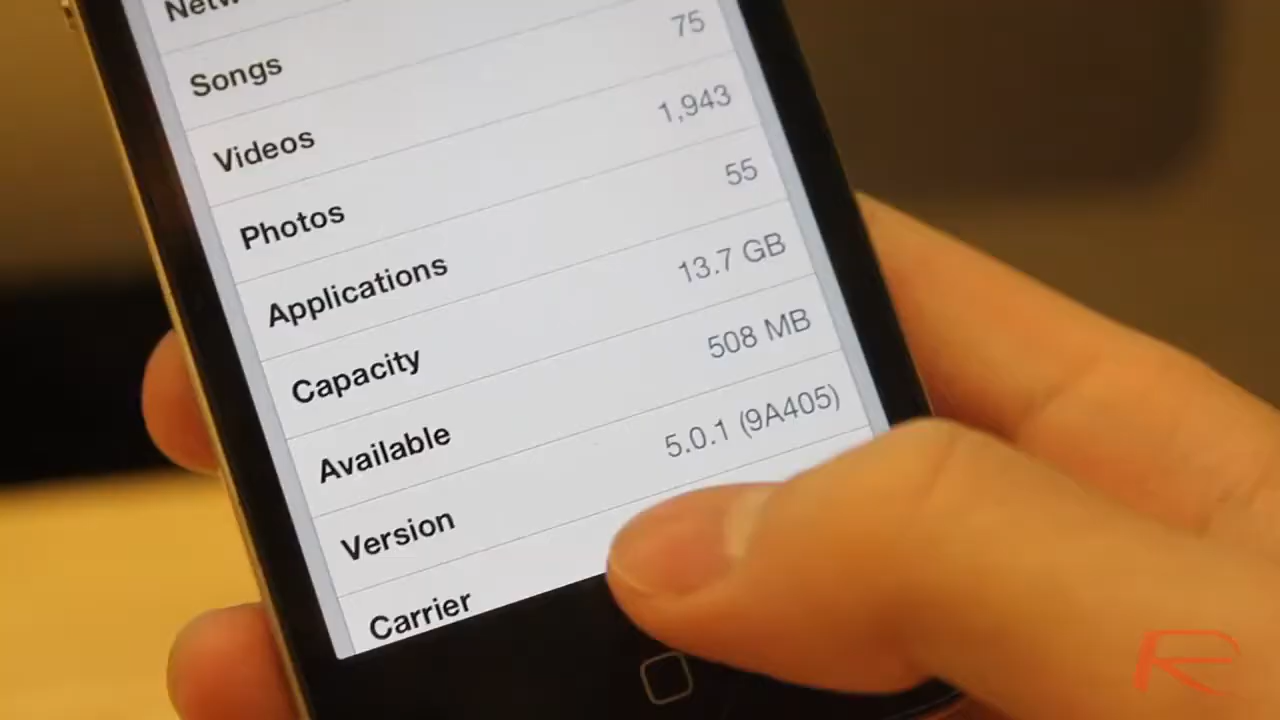 Songs
Videos 75
Photos 1,943
Applications 55
Capacity 13.7 GB
Available 508 MB
Version 5.0.1 (9A405)
Carrier